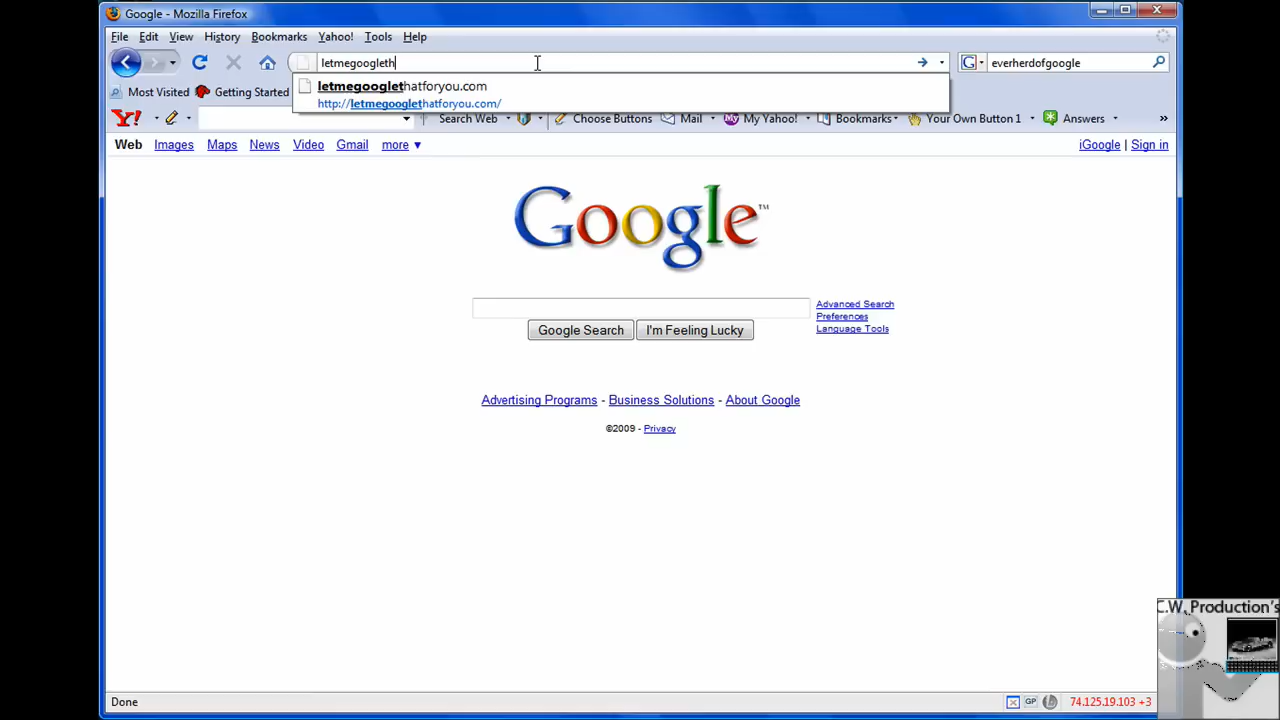 Google - Mozilla Firefox
File Edit View History Bookmarks Yahoo! Tools Help
letmegoogleth
everherdofgoogle
letmegooglethatforyou.com
http://letmegooglethatforyou.com/
Most Visited Getting Started
Y! Search Web Choose Buttons Mail My Yahoo! Bookmarks Your Own Button 1 Answers »
Web Images Maps News Video Gmail more ▼ iGoogle | Sign in
Google™
Advanced Search
Preferences
Language Tools
Google Search I'm Feeling Lucky
Advertising Programs - Business Solutions - About Google
©2009 - Privacy
C.W. Production's
Done GP 74.125.19.103 +3